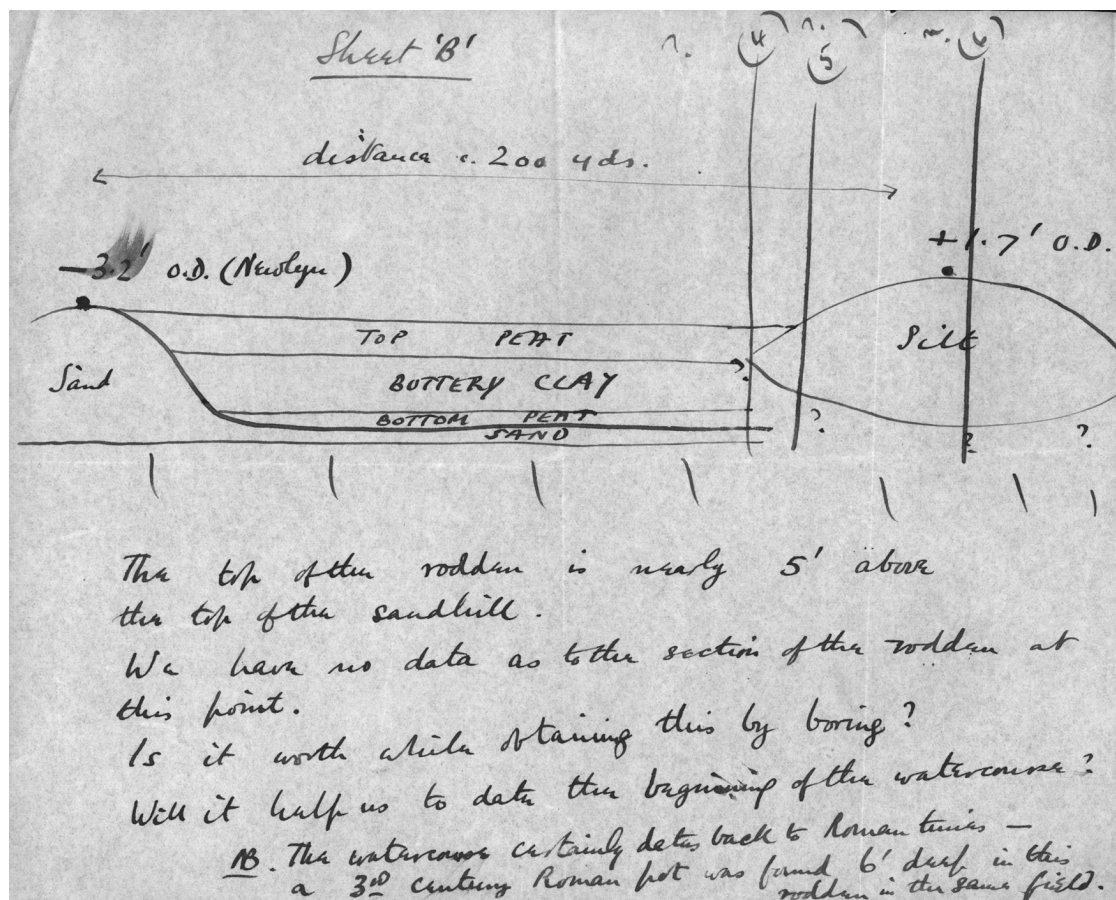 Sheet 'B'
(4)
(5)
(6)
distance c. 200 yds.
— 3.2' O.D. (Newlyn)
+1.7' O.D.
TOP PEAT
Silt
Sand
BUTTERY CLAY
?
BOTTOM PEAT
?
SAND
?
?
The top of the rodden is nearly 5' above
the top of the sandhill.
We have no data as to the section of the rodden at
this point.
Is it worth while obtaining this by boring?
Will it help us to date the beginning of the watercourse?
NB. The watercourse certainly dates back to Roman times —
a 3rd century Roman pot was found 6' deep in this
rodden in the same field.